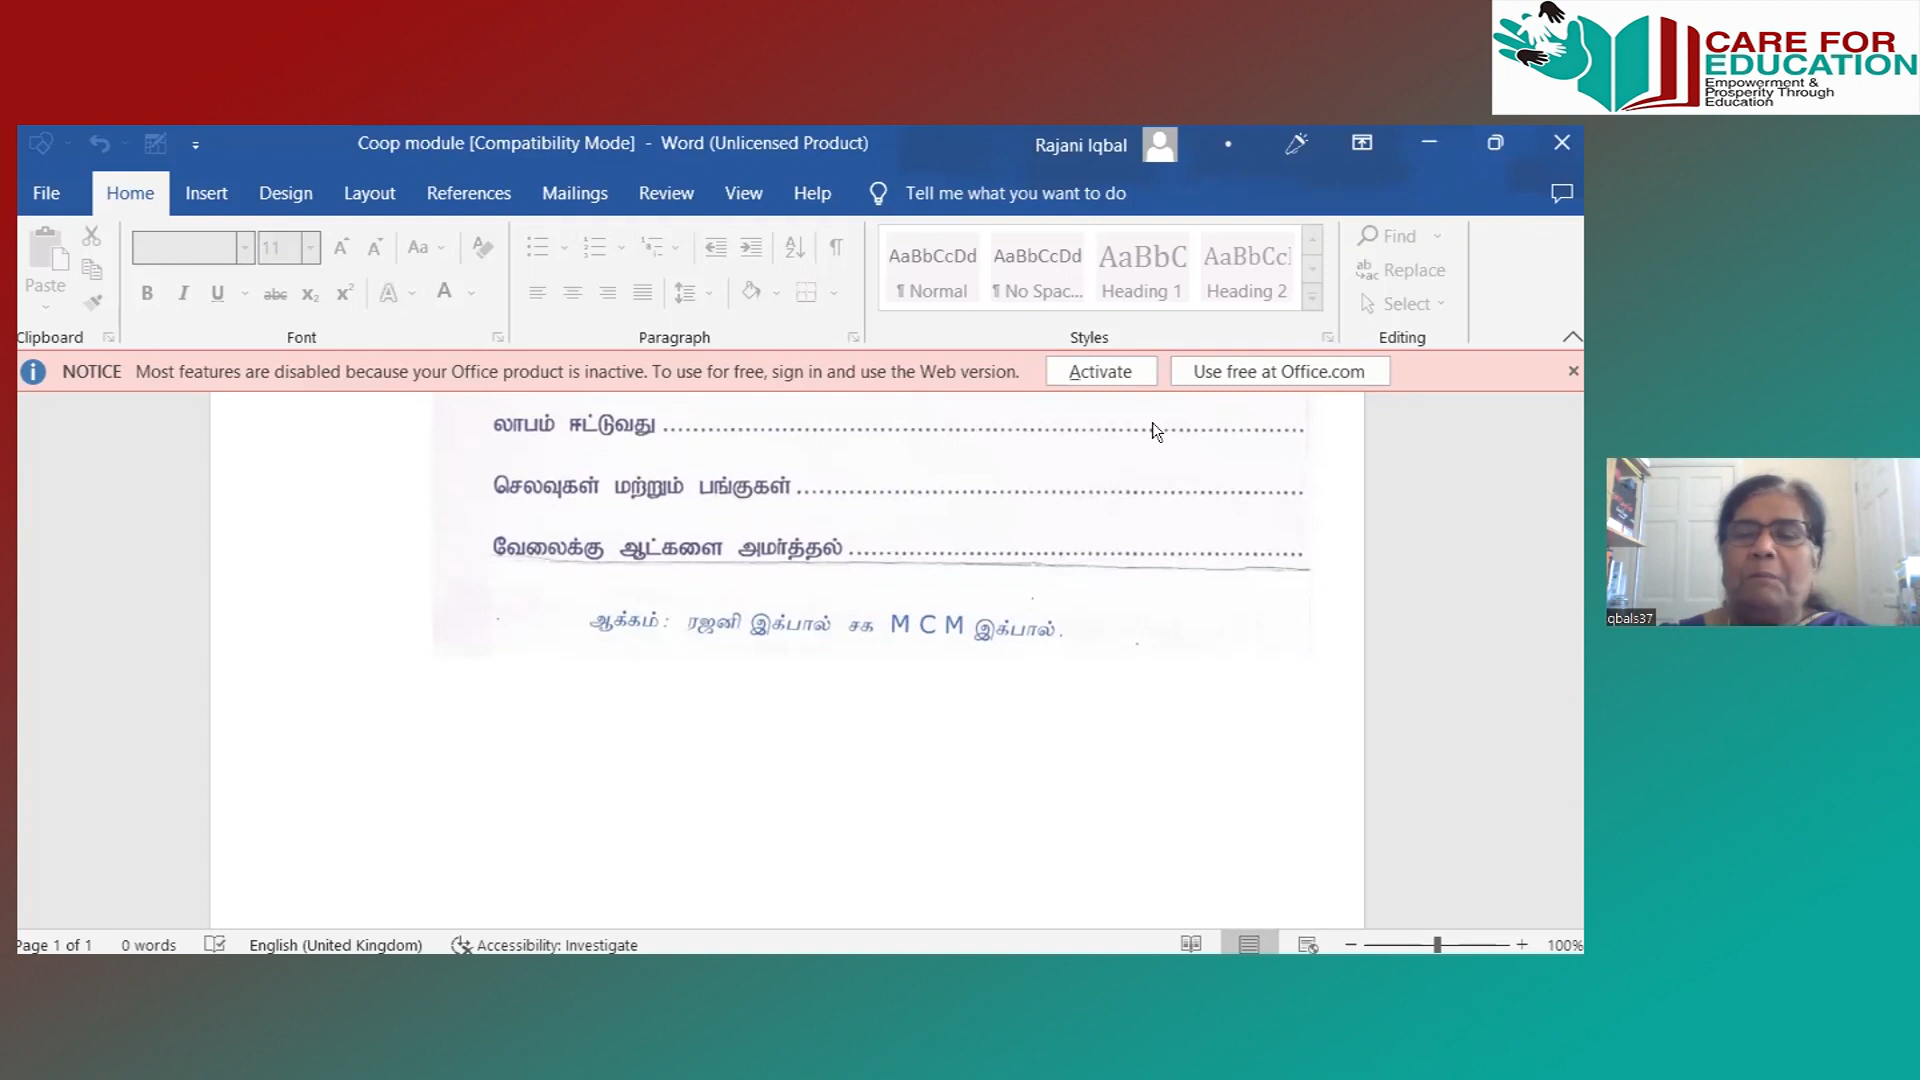 CARE FOR
EDUCATION
Empowerment &
Prosperity Through
Education
Coop module [Compatibility Mode] - Word (Unlicensed Product)
Rajani Iqbal
File Home Insert Design Layout References Mailings Review View Help Tell me what you want to do
11 Aa
Paste
B I U abc x₂ x² A A
AaBbCcDd AaBbCcDd AaBbC AaBbCcI
¶ Normal ¶ No Spac... Heading 1 Heading 2
Find
Replace
Select
Clipboard Font Paragraph Styles Editing
NOTICE Most features are disabled because your Office product is inactive. To use for free, sign in and use the Web version. Activate Use free at Office.com
லாபம் ஈட்டுவது ........................................................................
செலவுகள் மற்றும் பங்குகள் ........................................................................
வேலைக்கு ஆட்களை அமர்த்தல் ........................................................................
ஆக்கம்: ரஜனி இக்பால் சக M C M இக்பால்.
qbals37
Page 1 of 1 0 words English (United Kingdom) Accessibility: Investigate 100%